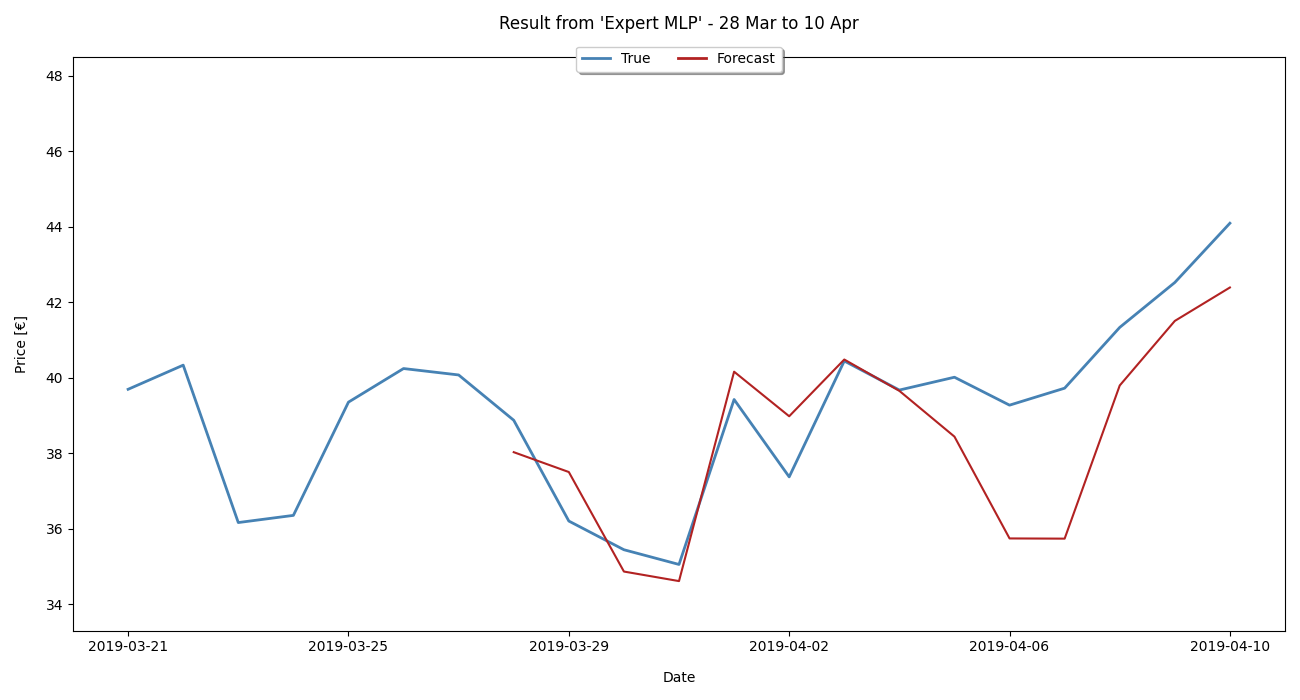 Result from 'Expert MLP' - 28 Mar to 10 Apr
True Forecast
48
46
44
42
40
38
36
34
Price [€]
2019-03-21 2019-03-25 2019-03-29 2019-04-02 2019-04-06 2019-04-10
Date